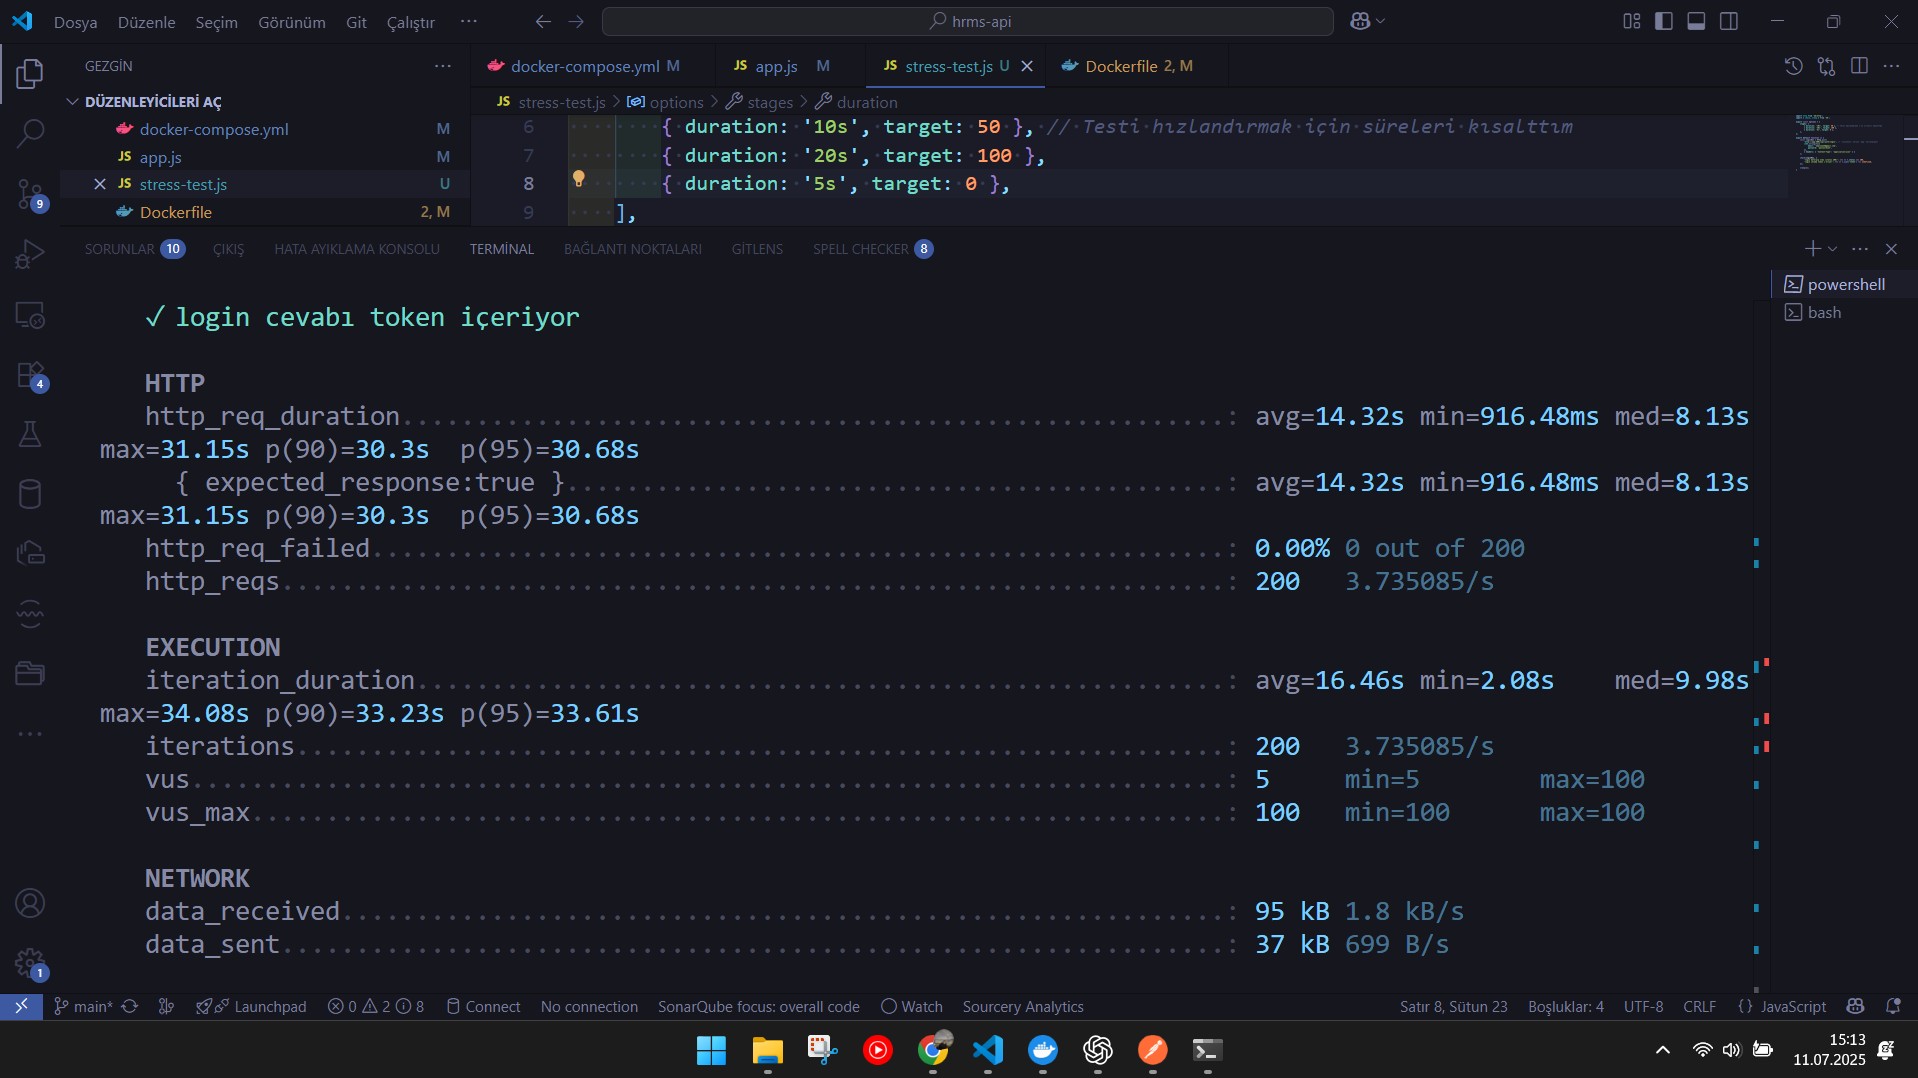 Dosya Düzenle Seçim Görünüm Git Çalıştır ··· hrms-api
GEZGİN ···
DÜZENLEYİCİLERİ AÇ
docker-compose.yml M
JS app.js M
JS stress-test.js U
Dockerfile 2, M
docker-compose.yml M JS app.js M JS stress-test.js U Dockerfile 2, M
JS stress-test.js > options > stages > duration
6 { duration: '10s', target: 50 }, // Testi hızlandırmak için süreleri kısalttım
7 { duration: '20s', target: 100 },
8 { duration: '5s', target: 0 },
9 ],
9
4
1
SORUNLAR 10 ÇIKIŞ HATA AYIKLAMA KONSOLU TERMİNAL BAĞLANTI NOKTALARI GİTLENS SPELL CHECKER 8
powershell
bash
✓ login cevabı token içeriyor
HTTP
http_req_duration..............................................................: avg=14.32s min=916.48ms med=8.13s
max=31.15s p(90)=30.3s p(95)=30.68s
{ expected_response:true }...................................................: avg=14.32s min=916.48ms med=8.13s
max=31.15s p(90)=30.3s p(95)=30.68s
http_req_failed................................................................: 0.00% 0 out of 200
http_reqs......................................................................: 200 3.735085/s
EXECUTION
iteration_duration.............................................................: avg=16.46s min=2.08s med=9.98s
max=34.08s p(90)=33.23s p(95)=33.61s
iterations.....................................................................: 200 3.735085/s
vus............................................................................: 5 min=5 max=100
vus_max........................................................................: 100 min=100 max=100
NETWORK
data_received..................................................................: 95 kB 1.8 kB/s
data_sent......................................................................: 37 kB 699 B/s
main* Launchpad 0 2 8 Connect No connection SonarQube focus: overall code Watch Sourcery Analytics Satır 8, Sütun 23 Boşluklar: 4 UTF-8 CRLF {} JavaScript
15:13
11.07.2025